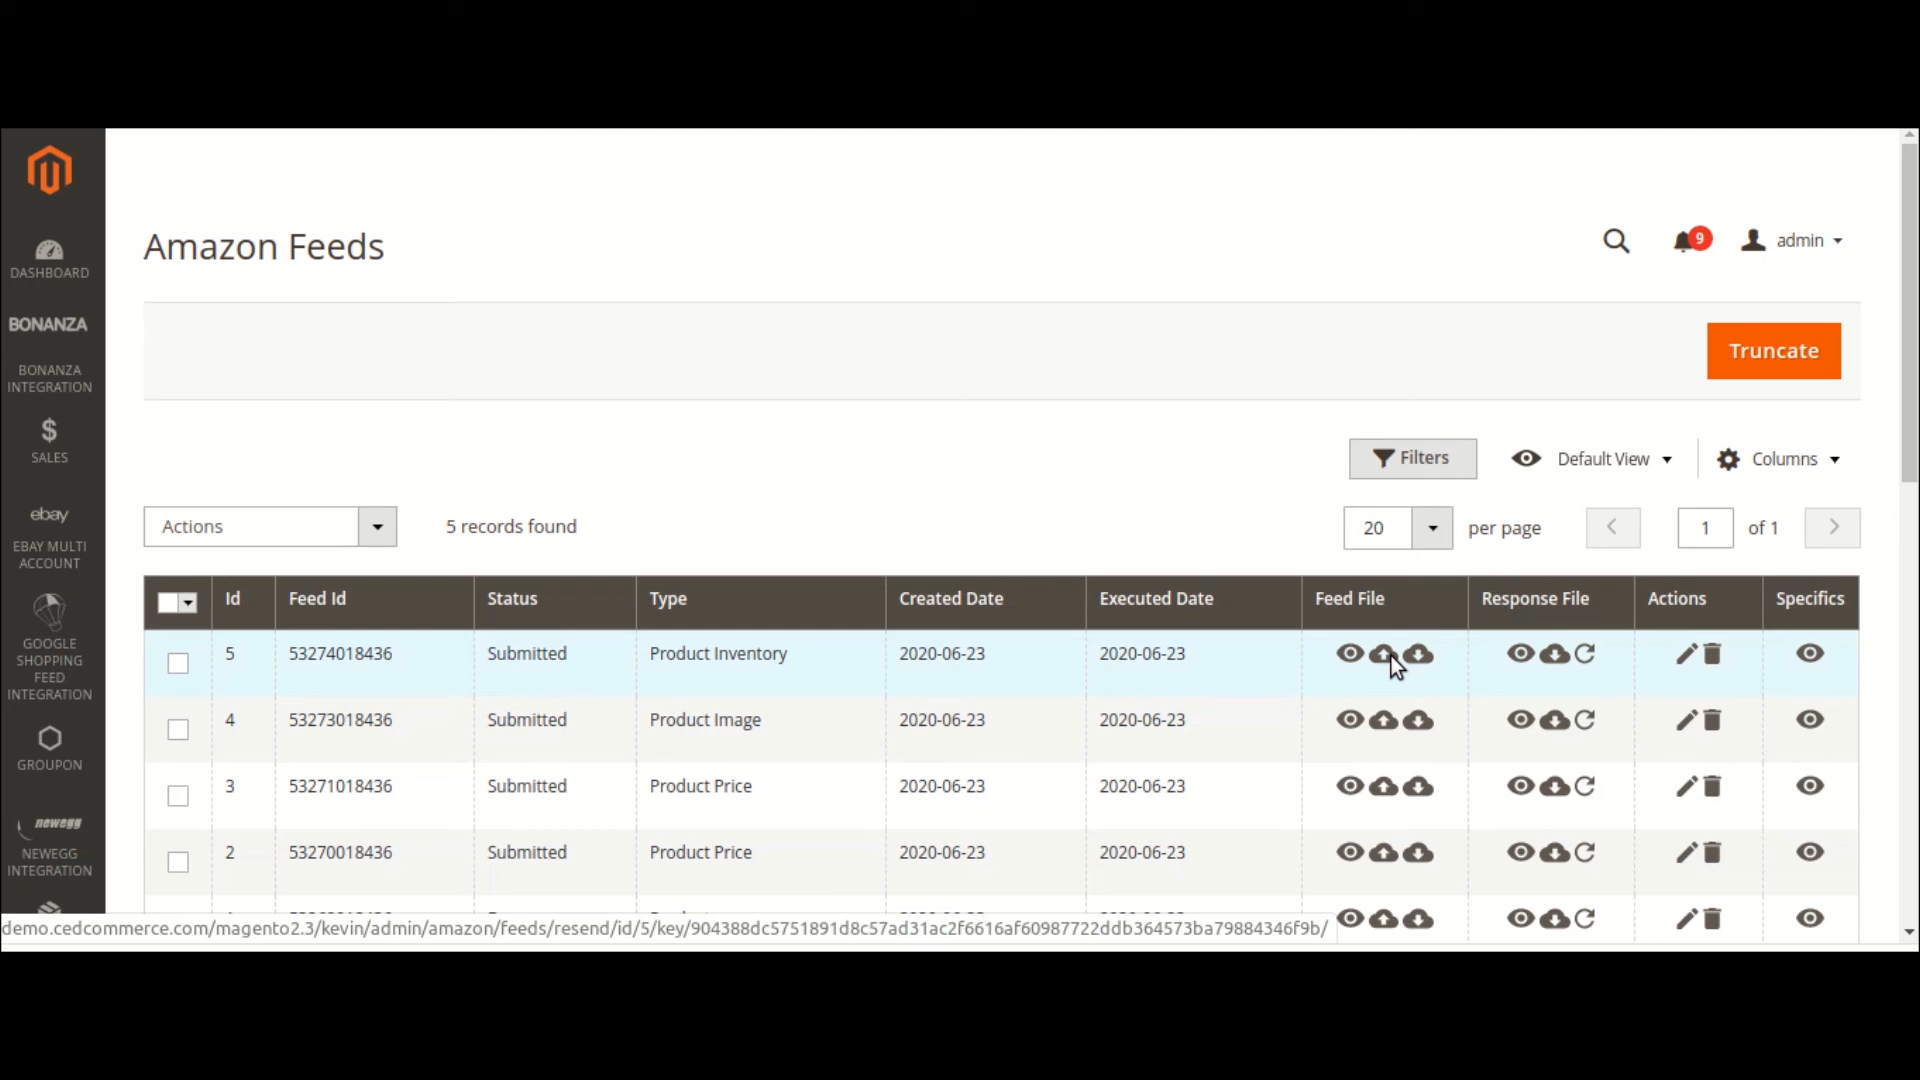 Amazon Feeds
9
admin
DASHBOARD
BONANZA
BONANZA
INTEGRATION
Truncate
SALES
Filters
Default View
Columns
ebay
EBAY MULTI
ACCOUNT
Actions
5 records found
20
per page
1
of 1
Id
Feed Id
Status
Type
Created Date
Executed Date
Feed File
Response File
Actions
Specifics
GOOGLE
SHOPPING
FEED
INTEGRATION
5 53274018436 Submitted Product Inventory 2020-06-23 2020-06-23
4 53273018436 Submitted Product Image 2020-06-23 2020-06-23
GROUPON
3 53271018436 Submitted Product Price 2020-06-23 2020-06-23
newegg
NEWEGG
INTEGRATION
2 53270018436 Submitted Product Price 2020-06-23 2020-06-23
demo.cedcommerce.com/magento2.3/kevin/admin/amazon/feeds/resend/id/5/key/904388dc5751891d8c57ad31ac2f6616af60987722ddb364573ba79884346f9b/